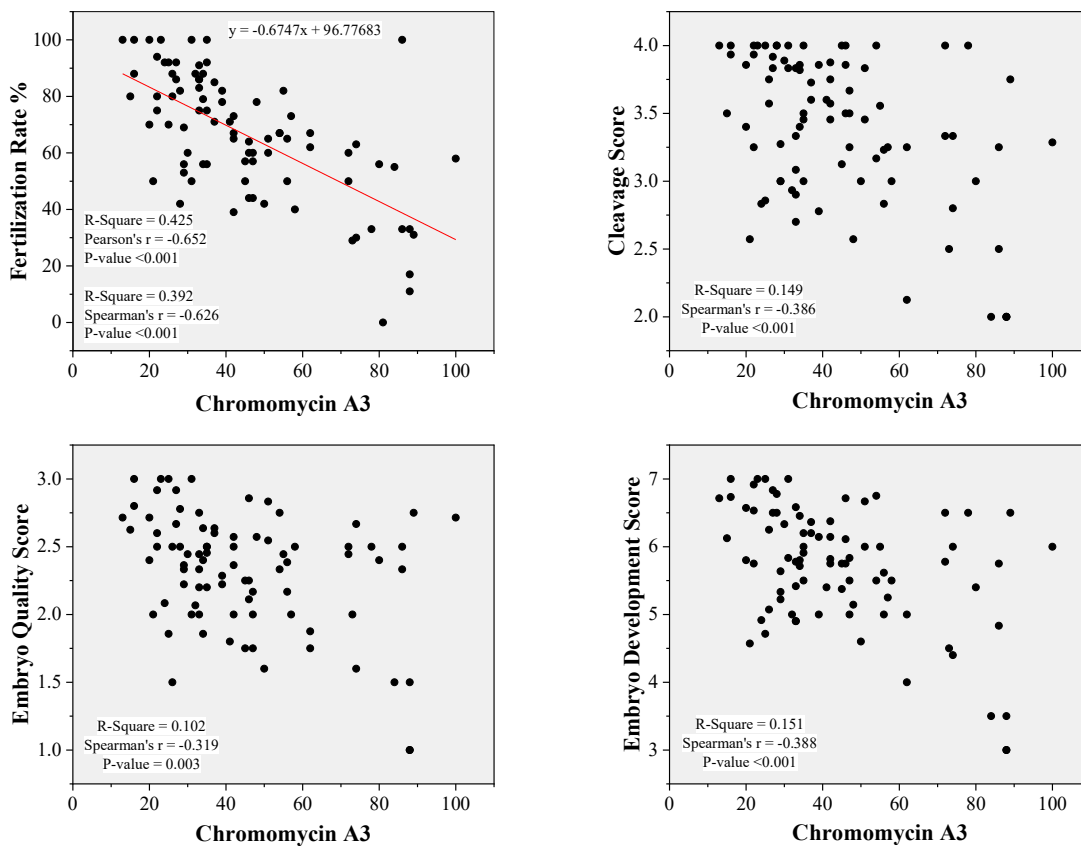 y = -0.6747x + 96.77683
100
80
60
40
20
0
Fertilization Rate %
R-Square = 0.425
Pearson's r = -0.652
P-value <0.001
R-Square = 0.392
Spearman's r = -0.626
P-value <0.001
0 20 40 60 80 100
Chromomycin A3
4.0
3.5
3.0
2.5
2.0
Cleavage Score
R-Square = 0.149
Spearman's r = -0.386
P-value <0.001
0 20 40 60 80 100
Chromomycin A3
3.0
2.5
2.0
1.5
1.0
Embryo Quality Score
R-Square = 0.102
Spearman's r = -0.319
P-value = 0.003
0 20 40 60 80 100
Chromomycin A3
7
6
5
4
3
Embryo Development Score
R-Square = 0.151
Spearman's r = -0.388
P-value <0.001
0 20 40 60 80 100
Chromomycin A3